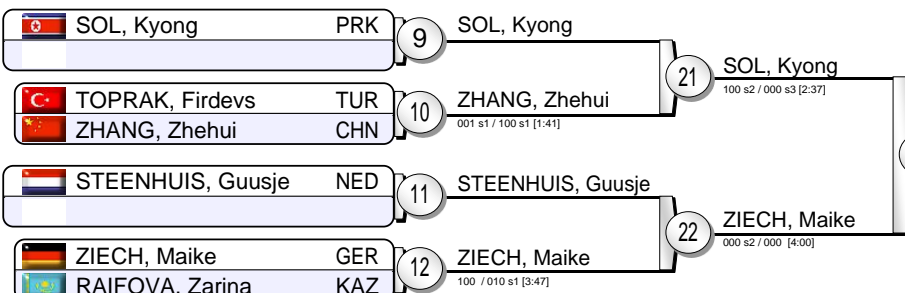 SOL, Kyong PRK
9
SOL, Kyong
21
SOL, Kyong
100 s2 / 000 s3 [2:37]
TOPRAK, Firdevs TUR
ZHANG, Zhehui CHN
10
ZHANG, Zhehui
001 s1 / 100 s1 [1:41]
STEENHUIS, Guusje NED
11
STEENHUIS, Guusje
22
ZIECH, Maike
000 s2 / 000 [4:00]
ZIECH, Maike GER
RAIFOVA, Zarina KAZ
12
ZIECH, Maike
100 / 010 s1 [3:47]